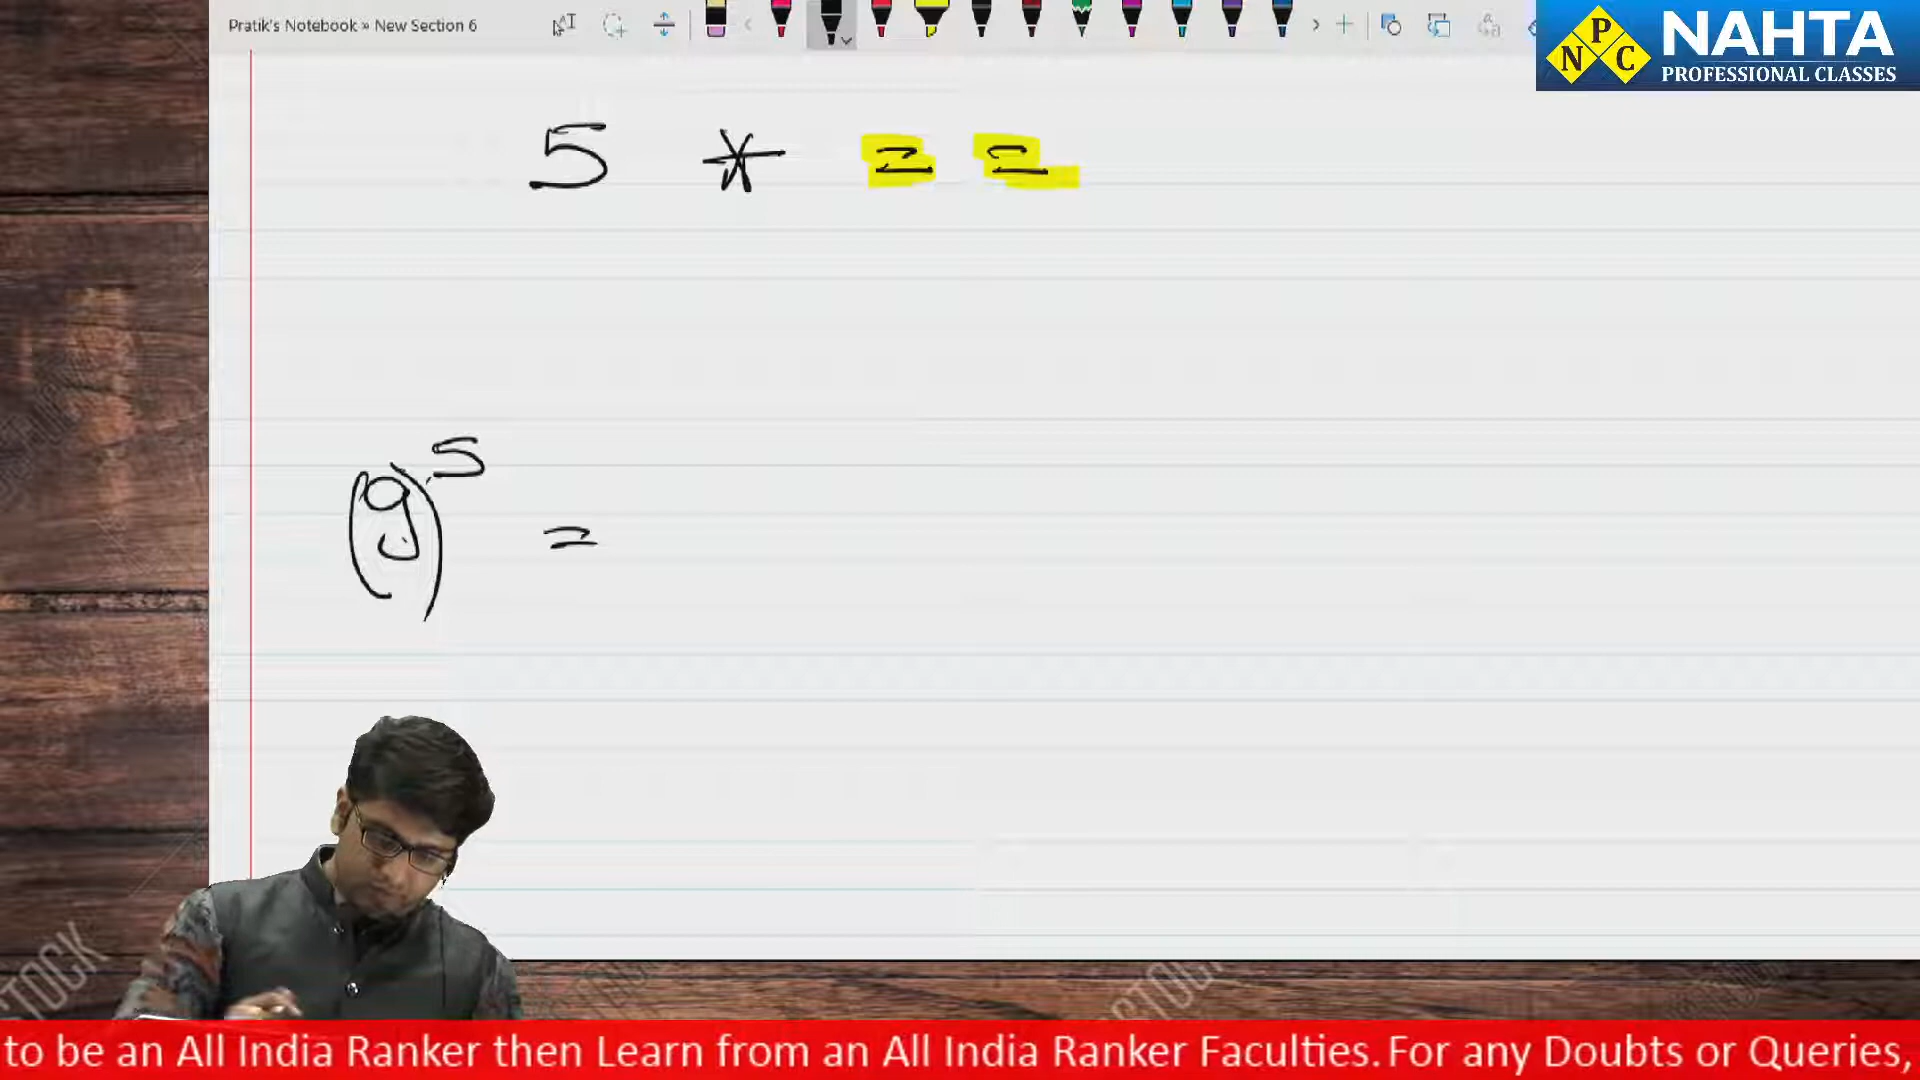 Pratik's Notebook » New Section 6
N P C
NAHTA
PROFESSIONAL CLASSES
5 * = =
(9)^5 =
to be an All India Ranker then Learn from an All India Ranker Faculties. For any Doubts or Queries,